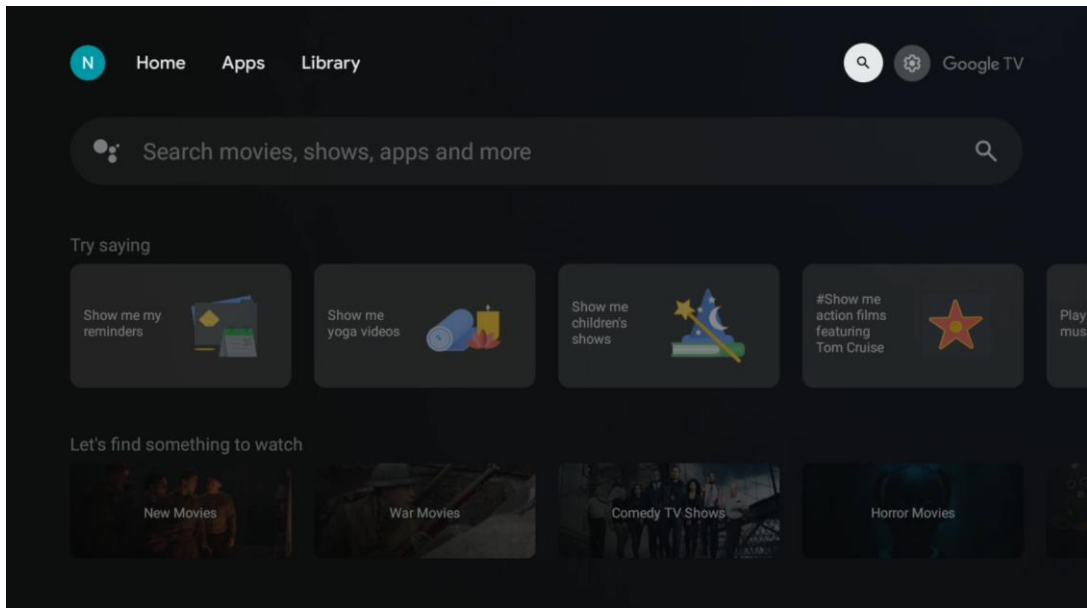 N Home Apps Library Google TV
Search movies, shows, apps and more
Try saying
Show me my
reminders
Show me
yoga videos
Show me
children's
shows
#Show me
action films
featuring
Tom Cruise
Play
mus
Let's find something to watch
New Movies
War Movies
Comedy TV Shows
Horror Movies